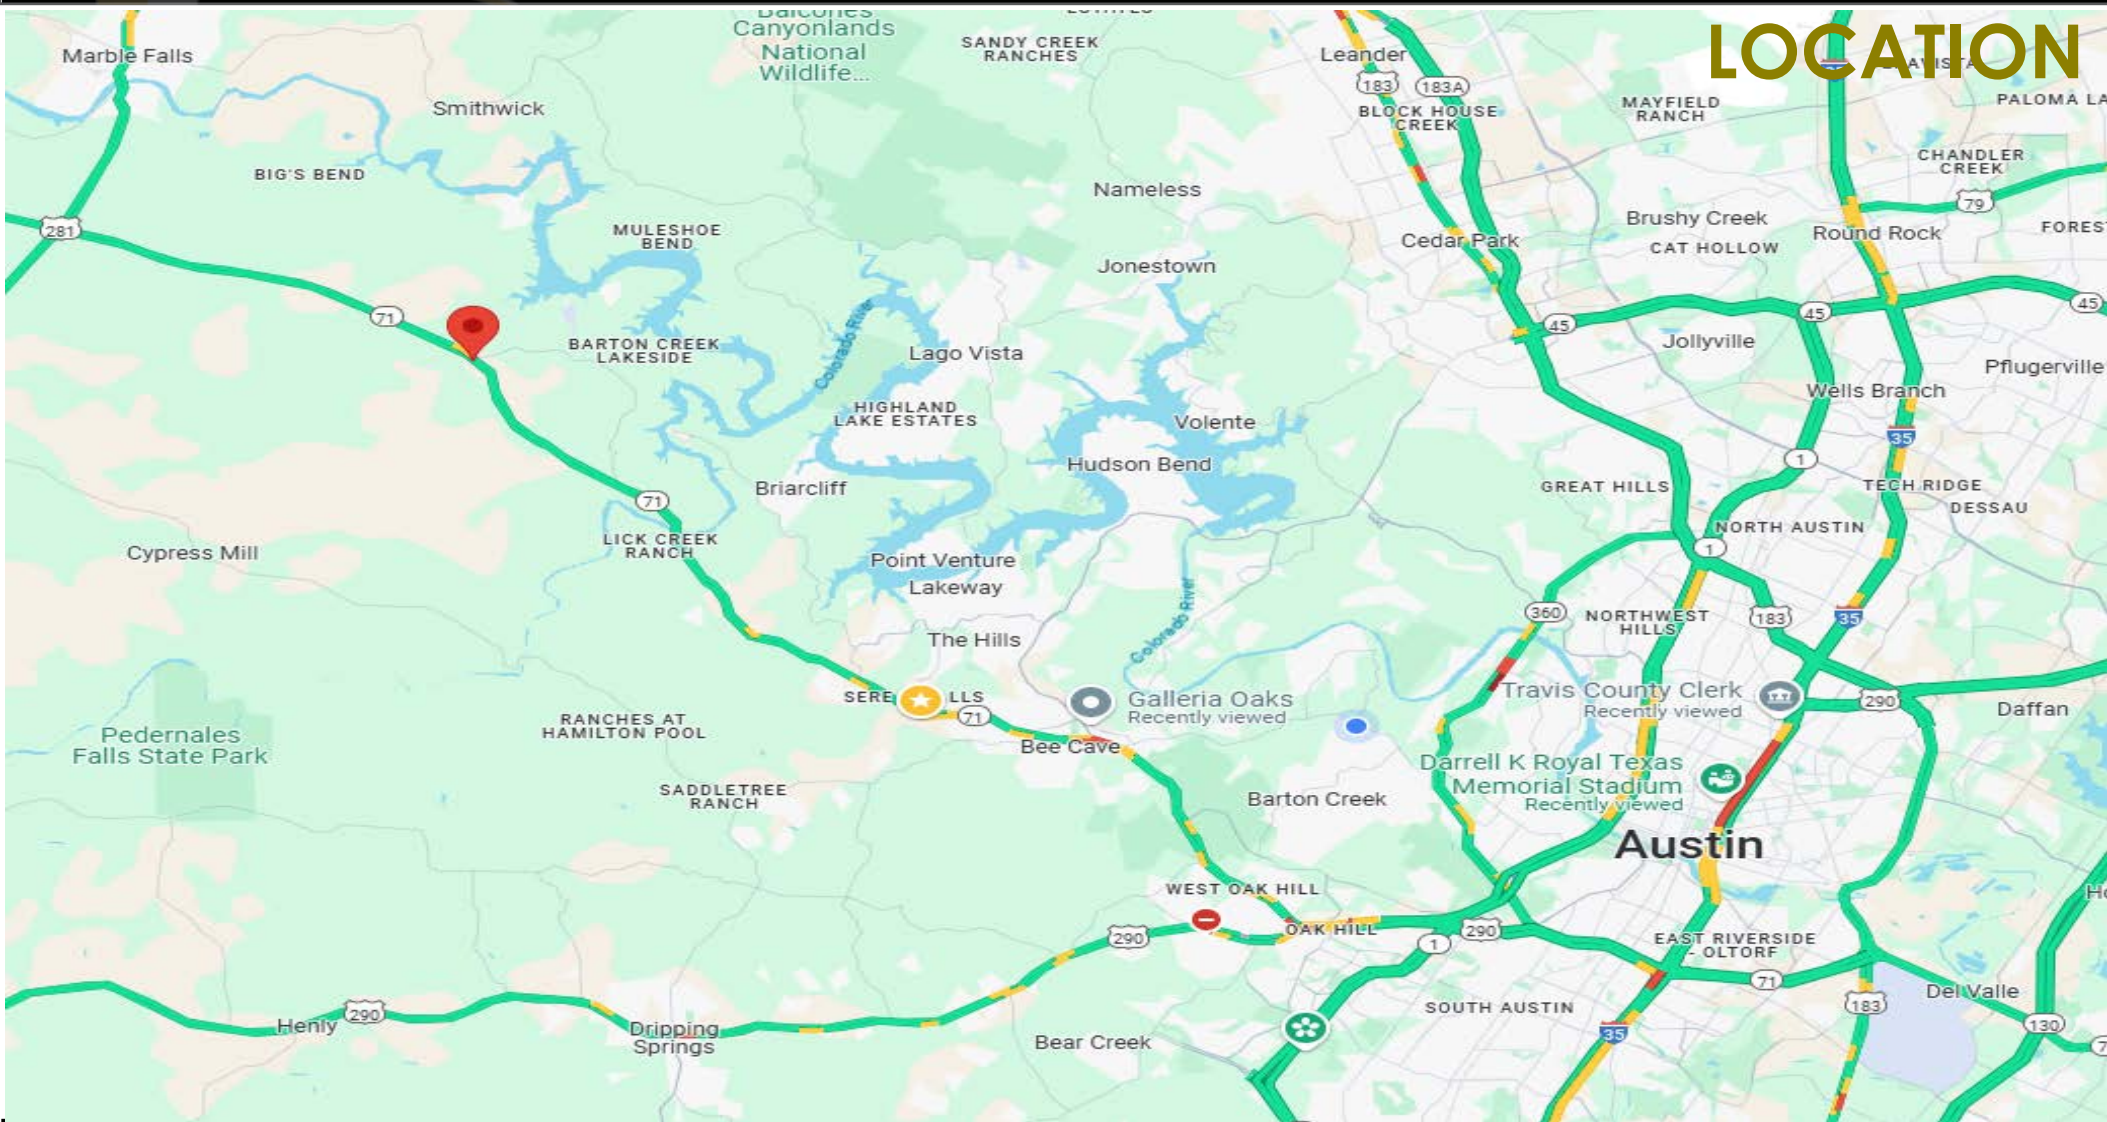 LOCATION
Balcones
Canyonlands
National
Wildlife...
SANDY CREEK
RANCHES
Marble Falls
Leander
183
183A
Smithwick
BLOCK HOUSE
CREEK
MAYFIELD
RANCH
PALOMA LA
BIG'S BEND
CHANDLER
CREEK
79
Nameless
281
MULESHOE
BEND
Brushy Creek
CAT HOLLOW
Round Rock
FORES
Cedar Park
Jonestown
71
Colorado River
45
45
45
BARTON CREEK
LAKESIDE
Lago Vista
Jollyville
Pflugerville
HIGHLAND
LAKE ESTATES
Volente
Wells Branch
35
Hudson Bend
1
Briarcliff
GREAT HILLS
TECH RIDGE
71
DESSAU
NORTH AUSTIN
Cypress Mill
LICK CREEK
RANCH
1
Point Venture
Lakeway
Colorado River
360
NORTHWEST
HILLS
183
35
The Hills
SERE
LLS
71
Galleria Oaks
Recently viewed
Travis County Clerk
Recently viewed
290
Daffan
RANCHES AT
HAMILTON POOL
Pedernales
Falls State Park
Bee Cave
Darrell K Royal Texas
Memorial Stadium
Recently viewed
SADDLETREE
RANCH
Barton Creek
Austin
WEST OAK HILL
Ho
290
OAK HILL
290
1
EAST RIVERSIDE
- OLTORF
71
Del Valle
183
Henly
290
Dripping
Springs
SOUTH AUSTIN
35
130
7
Bear Creek